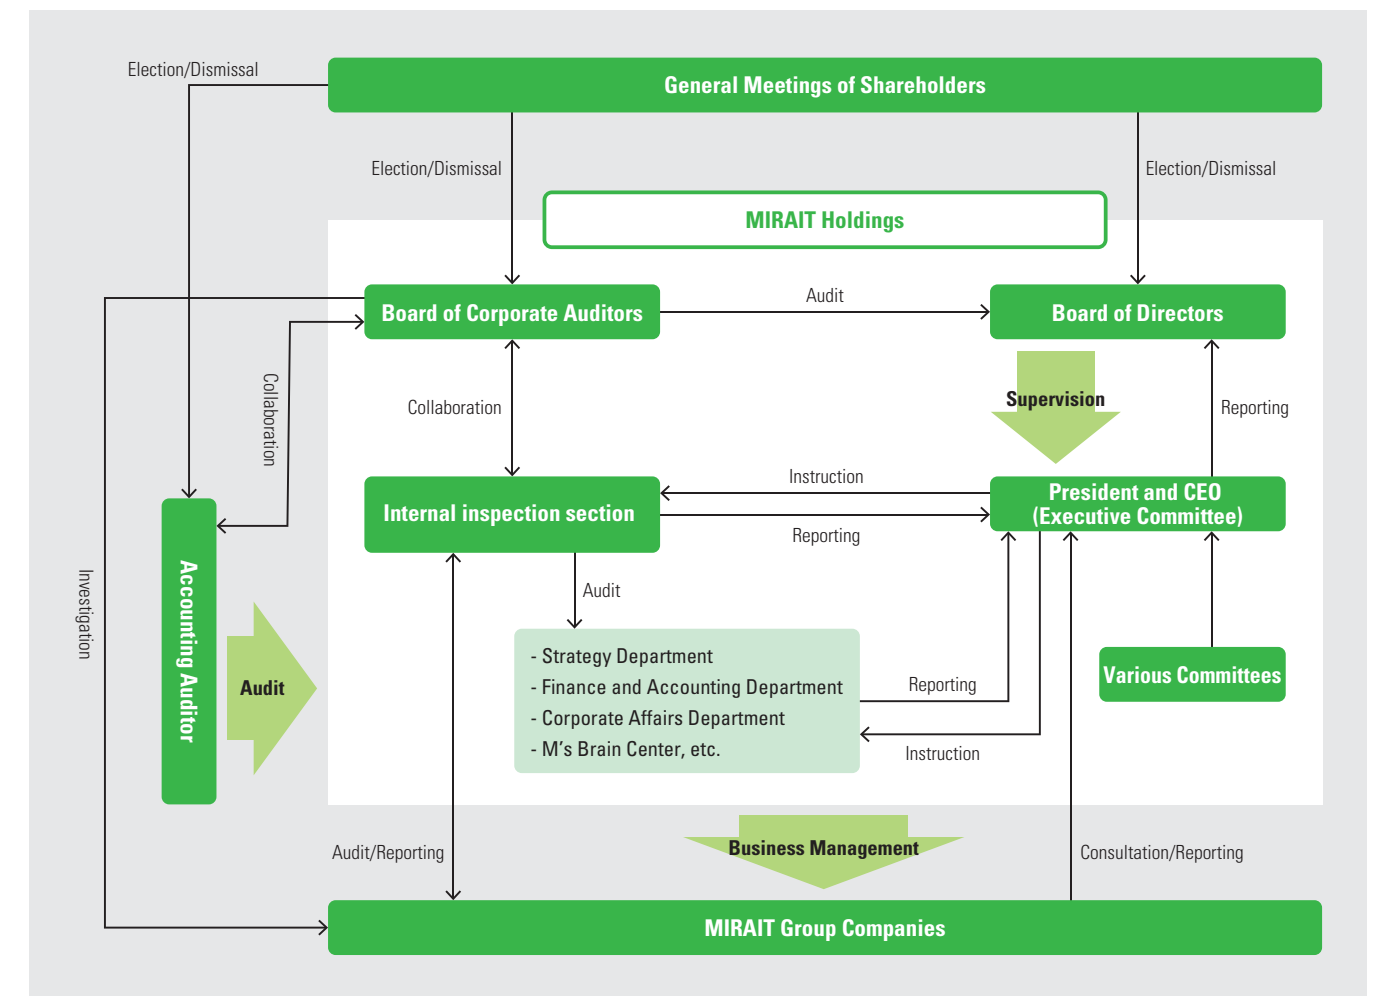 Election/Dismissal
General Meetings of Shareholders
Election/Dismissal
Election/Dismissal
MIRAIT Holdings
Board of Corporate Auditors
Audit
Board of Directors
Collaboration
Collaboration
Supervision
Reporting
Instruction
Internal inspection section
President and CEO
(Executive Committee)
Reporting
Investigation
Accounting Auditor
Audit
Audit
- Strategy Department
- Finance and Accounting Department
- Corporate Affairs Department
- M’s Brain Center, etc.
Reporting
Instruction
Various Committees
Audit/Reporting
Business Management
Consultation/Reporting
MIRAIT Group Companies